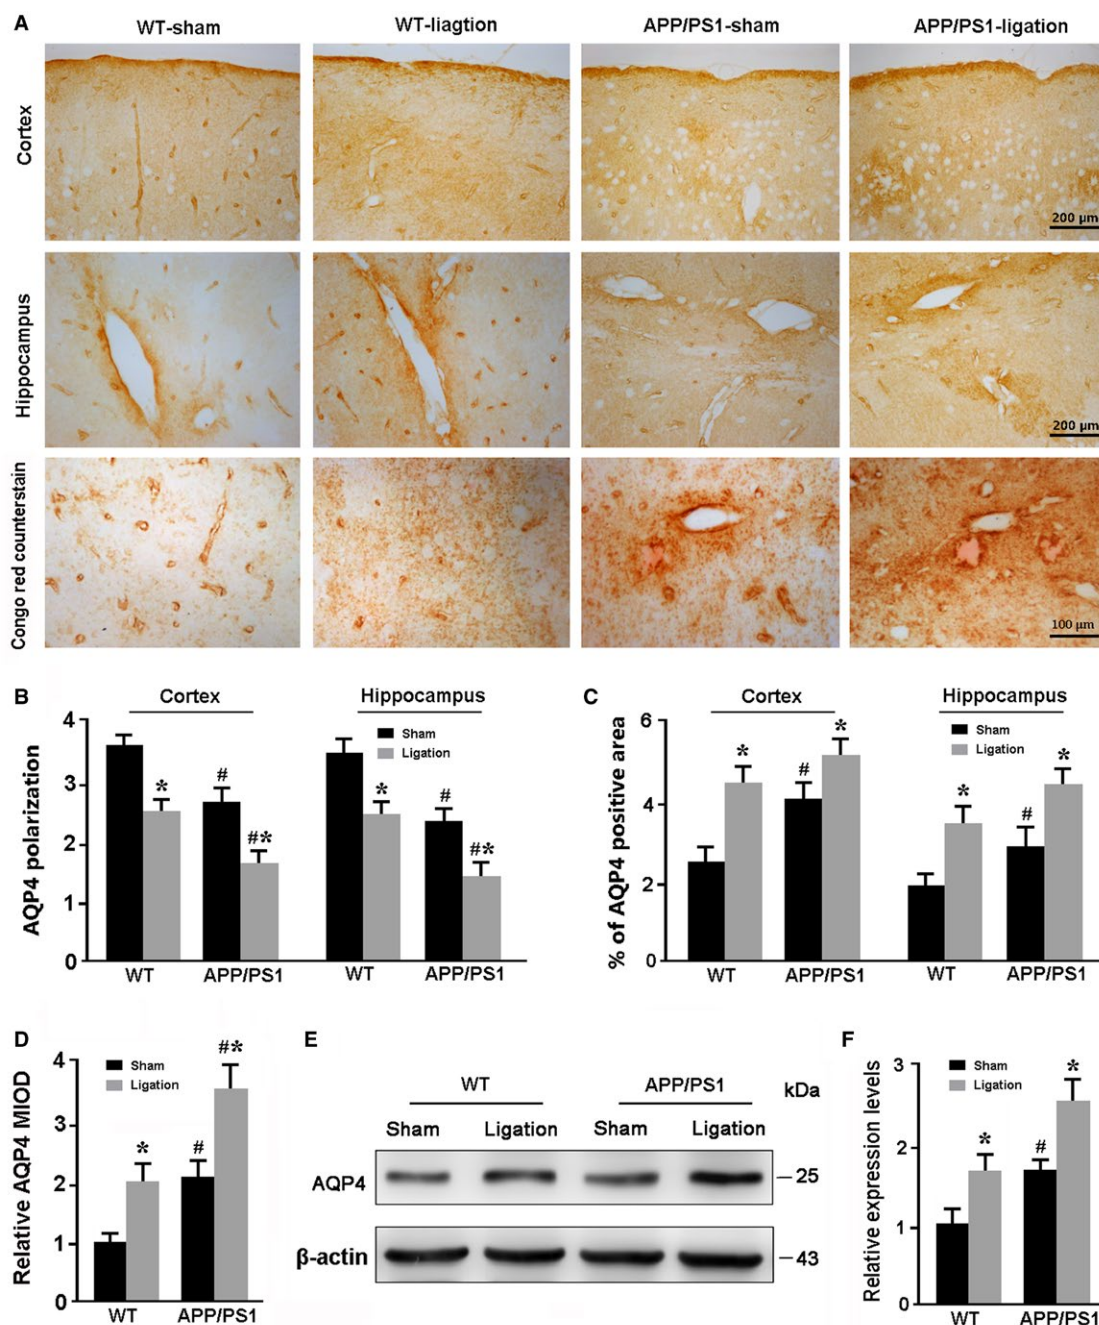 A
WT-sham
WT-liagtion
APP/PS1-sham
APP/PS1-ligation
Cortex
200 µm
Hippocampus
200 µm
Congo red counterstain
100 µm
B
Cortex
Hippocampus
AQP4 polarization
4
3
2
1
0
Sham
Ligation
*
#
#*
*
#
#*
WT
APP/PS1
WT
APP/PS1
C
Cortex
Hippocampus
% of AQP4 positive area
6
4
2
0
Sham
Ligation
*
#
*
*
#
*
WT
APP/PS1
WT
APP/PS1
D
Relative AQP4 MIOD
4
3
2
1
0
Sham
Ligation
*
#
#*
WT
APP/PS1
E
WT
APP/PS1
kDa
Sham
Ligation
Sham
Ligation
AQP4
25
β-actin
43
F
Relative expression levels
3
2
1
0
Sham
Ligation
*
#
*
WT
APP/PS1